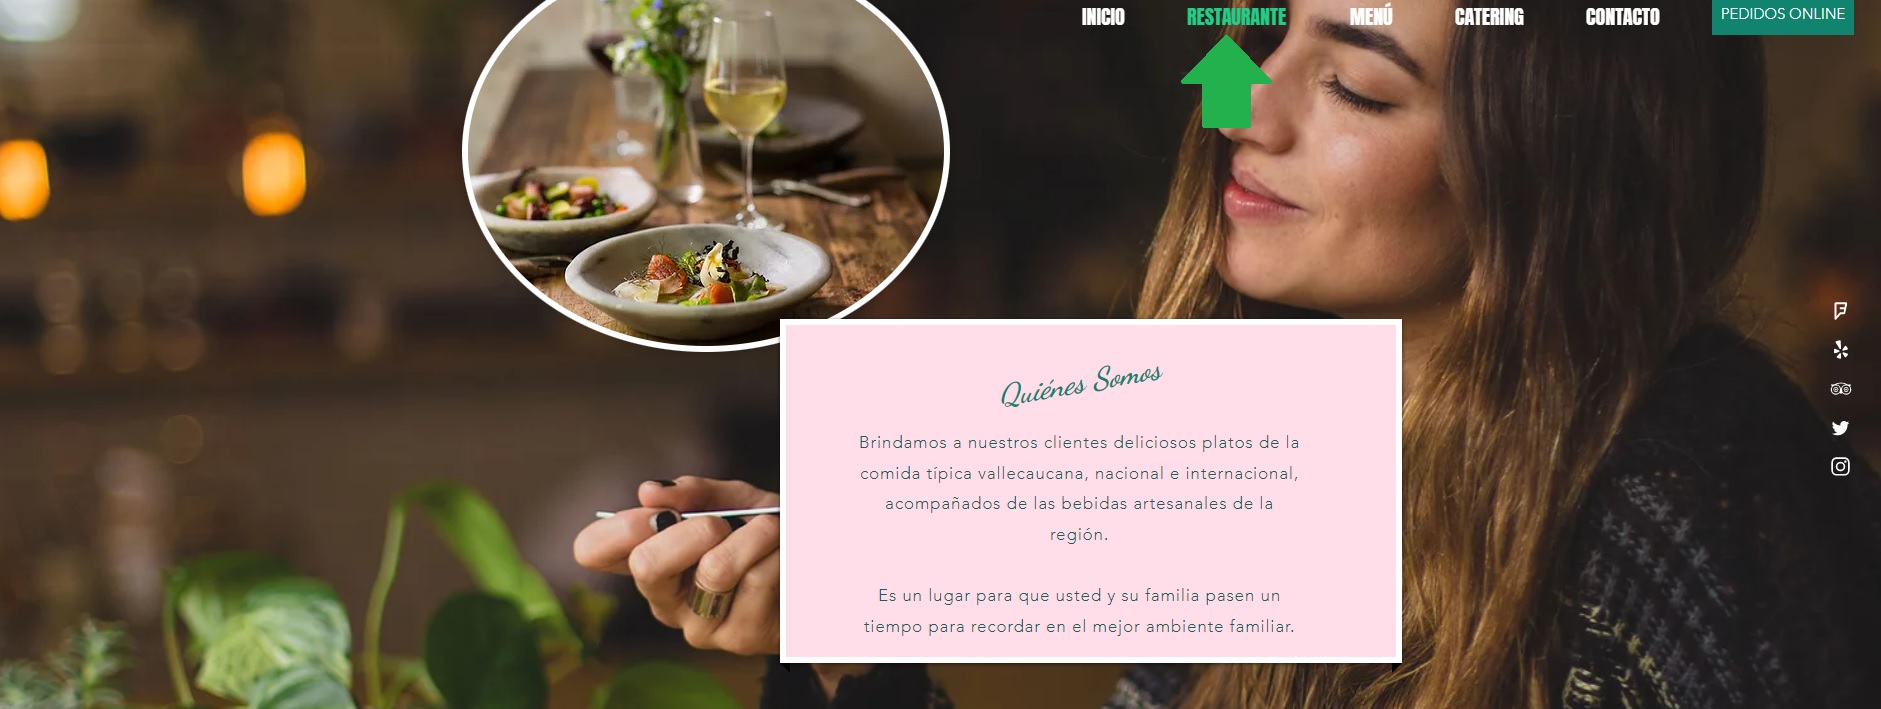 INICIO
RESTAURANTE
MENÚ
CATERING
CONTACTO
PEDIDOS ONLINE
Quiénes Somos
Brindamos a nuestros clientes deliciosos platos de la
comida típica vallecaucana, nacional e internacional,
acompañados de las bebidas artesanales de la
región.
Es un lugar para que usted y su familia pasen un
tiempo para recordar en el mejor ambiente familiar.